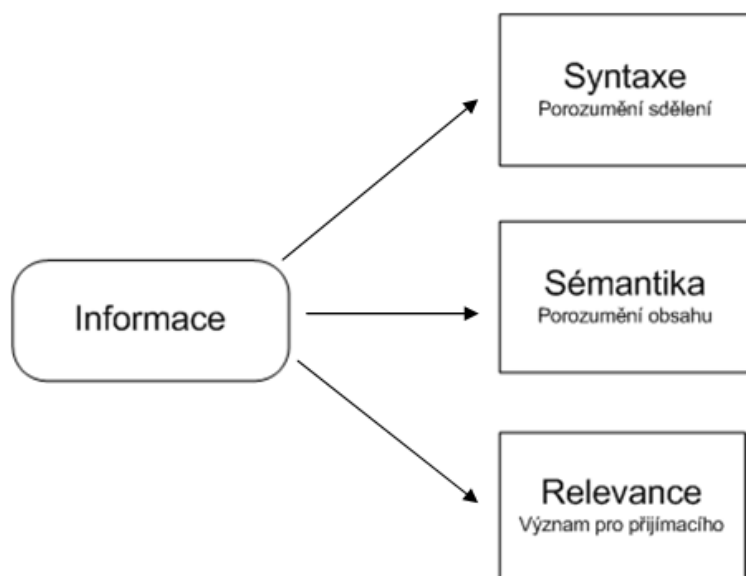 Syntaxe
Porozumění sdělení
Informace
Sémantika
Porozumění obsahu
Relevance
Význam pro přijímacího